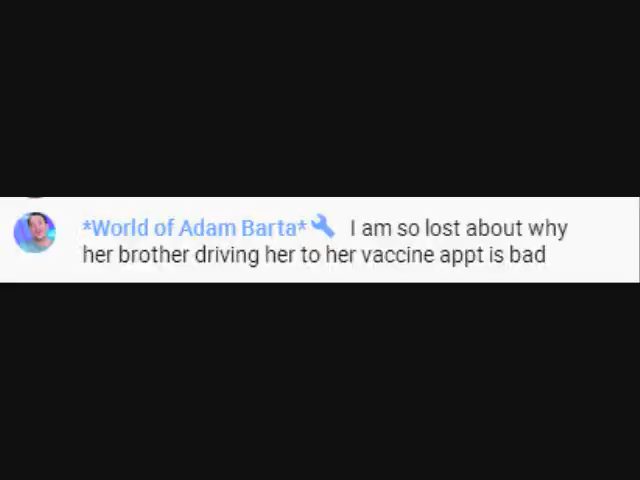 *World of Adam Barta* I am so lost about why
her brother driving her to her vaccine appt is bad